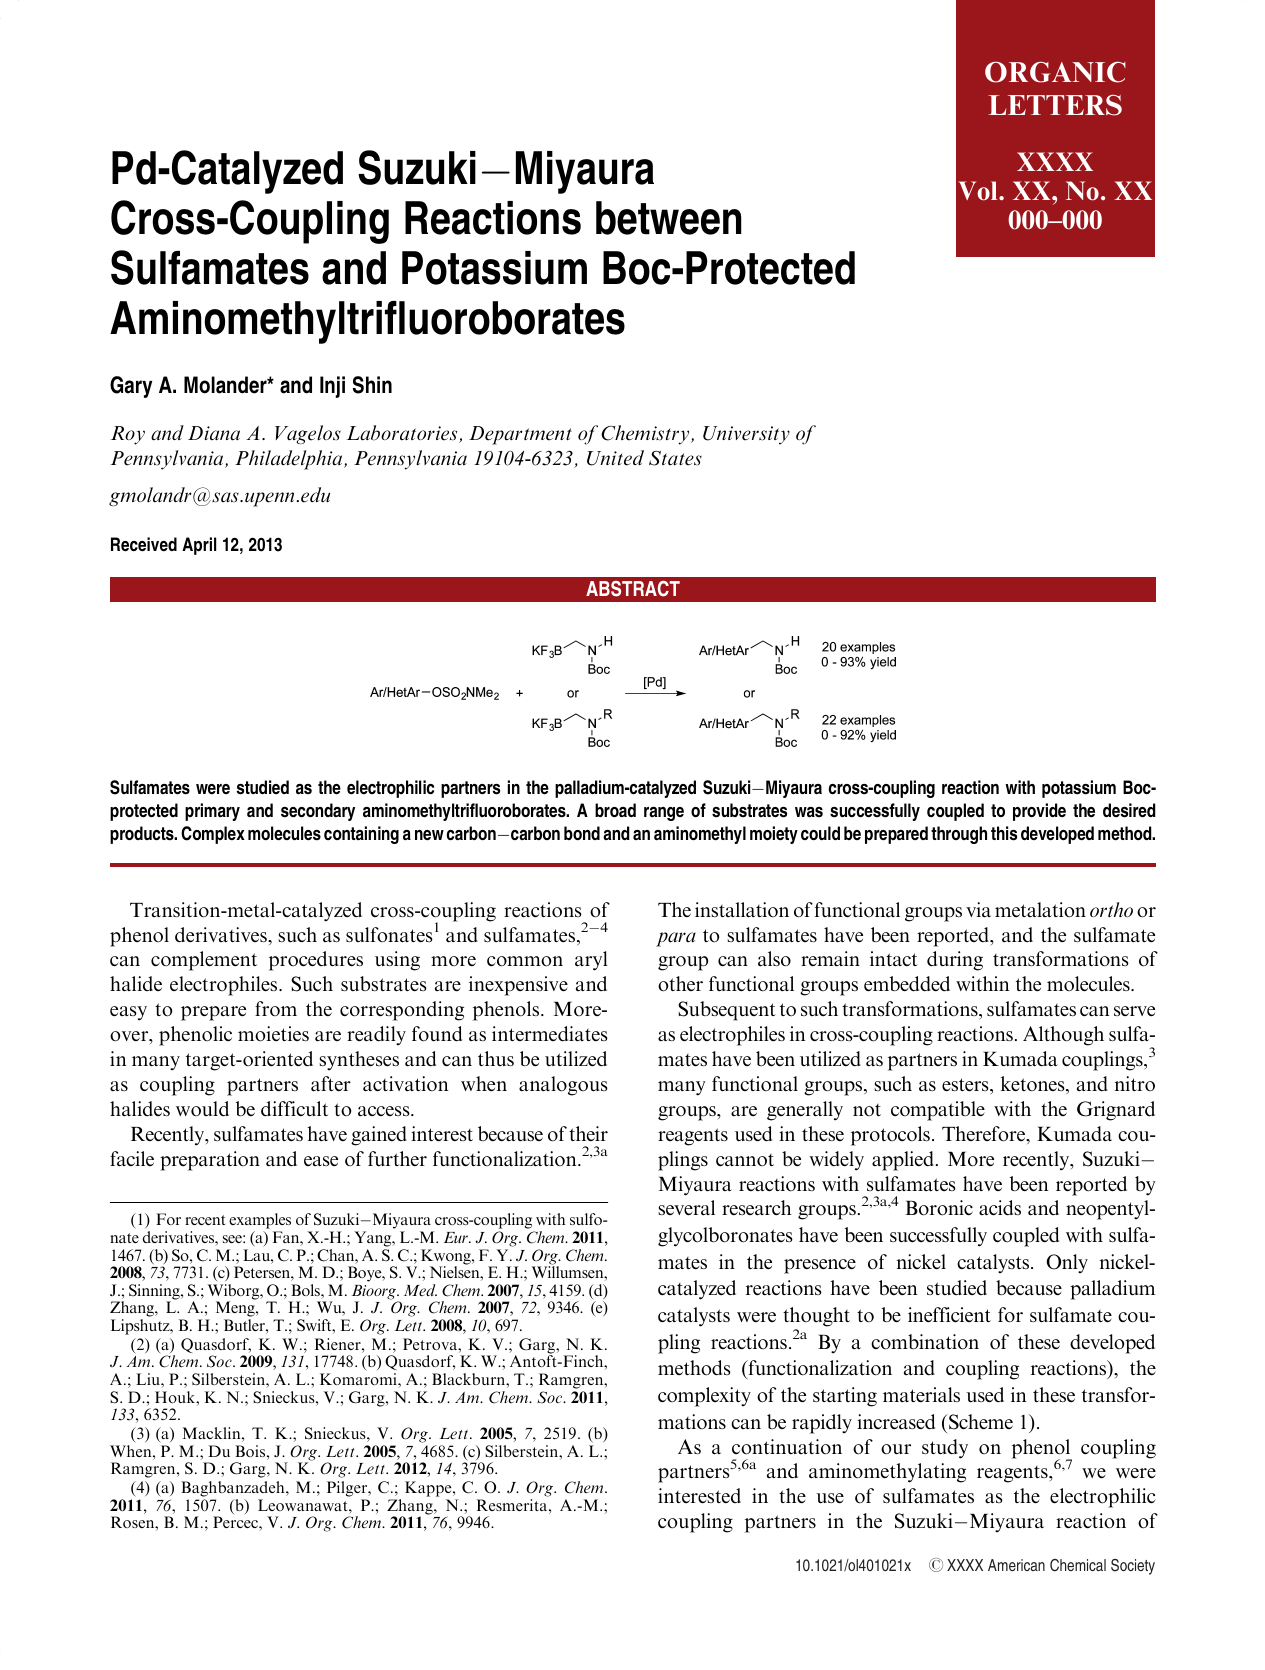 ORGANIC
LETTERS
XXXX
Vol. XX, No. XX
000–000
Pd-Catalyzed Suzuki–Miyaura
Cross-Coupling Reactions between
Sulfamates and Potassium Boc-Protected
Aminomethyltrifluoroborates
Gary A. Molander* and Inji Shin
Roy and Diana A. Vagelos Laboratories, Department of Chemistry, University of
Pennsylvania, Philadelphia, Pennsylvania 19104-6323, United States
gmolandr@sas.upenn.edu
Received April 12, 2013
ABSTRACT
Ar/HetAr–OSO2NMe2 +
KF3B N H
Boc
or
KF3B N R
Boc
[Pd]
Ar/HetAr N H
Boc
20 examples
0 - 93% yield
or
Ar/HetAr N R
Boc
22 examples
0 - 92% yield
Sulfamates were studied as the electrophilic partners in the palladium-catalyzed Suzuki–Miyaura cross-coupling reaction with potassium Boc-
protected primary and secondary aminomethyltrifluoroborates. A broad range of substrates was successfully coupled to provide the desired
products. Complex molecules containing a new carbon–carbon bond and an aminomethyl moiety could be prepared through this developed method.
Transition-metal-catalyzed cross-coupling reactions of
phenol derivatives, such as sulfonates1 and sulfamates,2–4
can complement procedures using more common aryl
halide electrophiles. Such substrates are inexpensive and
easy to prepare from the corresponding phenols. More-
over, phenolic moieties are readily found as intermediates
in many target-oriented syntheses and can thus be utilized
as coupling partners after activation when analogous
halides would be difficult to access.
Recently, sulfamates have gained interest because of their
facile preparation and ease of further functionalization.2,3a
(1) For recent examples of Suzuki–Miyaura cross-coupling with sulfo-
nate derivatives, see: (a) Fan, X.-H.; Yang, L.-M. Eur. J. Org. Chem. 2011,
1467. (b) So, C. M.; Lau, C. P.; Chan, A. S. C.; Kwong, F. Y. J. Org. Chem.
2008, 73, 7731. (c) Petersen, M. D.; Boye, S. V.; Nielsen, E. H.; Willumsen,
J.; Sinning, S.; Wiborg, O.; Bols, M. Bioorg. Med. Chem. 2007, 15, 4159. (d)
Zhang, L. A.; Meng, T. H.; Wu, J. J. Org. Chem. 2007, 72, 9346. (e)
Lipshutz, B. H.; Butler, T.; Swift, E. Org. Lett. 2008, 10, 697.
(2) (a) Quasdorf, K. W.; Riener, M.; Petrova, K. V.; Garg, N. K.
J. Am. Chem. Soc. 2009, 131, 17748. (b) Quasdorf, K. W.; Antoft-Finch,
A.; Liu, P.; Silberstein, A. L.; Komaromi, A.; Blackburn, T.; Ramgren,
S. D.; Houk, K. N.; Snieckus, V.; Garg, N. K. J. Am. Chem. Soc. 2011,
133, 6352.
(3) (a) Macklin, T. K.; Snieckus, V. Org. Lett. 2005, 7, 2519. (b)
When, P. M.; Du Bois, J. Org. Lett. 2005, 7, 4685. (c) Silberstein, A. L.;
Ramgren, S. D.; Garg, N. K. Org. Lett. 2012, 14, 3796.
(4) (a) Baghbanzadeh, M.; Pilger, C.; Kappe, C. O. J. Org. Chem.
2011, 76, 1507. (b) Leowanawat, P.; Zhang, N.; Resmerita, A.-M.;
Rosen, B. M.; Percec, V. J. Org. Chem. 2011, 76, 9946.
The installation of functional groups via metalation ortho or
para to sulfamates have been reported, and the sulfamate
group can also remain intact during transformations of
other functional groups embedded within the molecules.
Subsequent to such transformations, sulfamates can serve
as electrophiles in cross-coupling reactions. Although sulfa-
mates have been utilized as partners in Kumada couplings,3
many functional groups, such as esters, ketones, and nitro
groups, are generally not compatible with the Grignard
reagents used in these protocols. Therefore, Kumada cou-
plings cannot be widely applied. More recently, Suzuki–
Miyaura reactions with sulfamates have been reported by
several research groups.2,3a,4 Boronic acids and neopentyl-
glycolboronates have been successfully coupled with sulfa-
mates in the presence of nickel catalysts. Only nickel-
catalyzed reactions have been studied because palladium
catalysts were thought to be inefficient for sulfamate cou-
pling reactions.2a By a combination of these developed
methods (functionalization and coupling reactions), the
complexity of the starting materials used in these transfor-
mations can be rapidly increased (Scheme 1).
As a continuation of our study on phenol coupling
partners5,6a and aminomethylating reagents,6,7 we were
interested in the use of sulfamates as the electrophilic
coupling partners in the Suzuki–Miyaura reaction of
10.1021/ol401021x © XXXX American Chemical Society